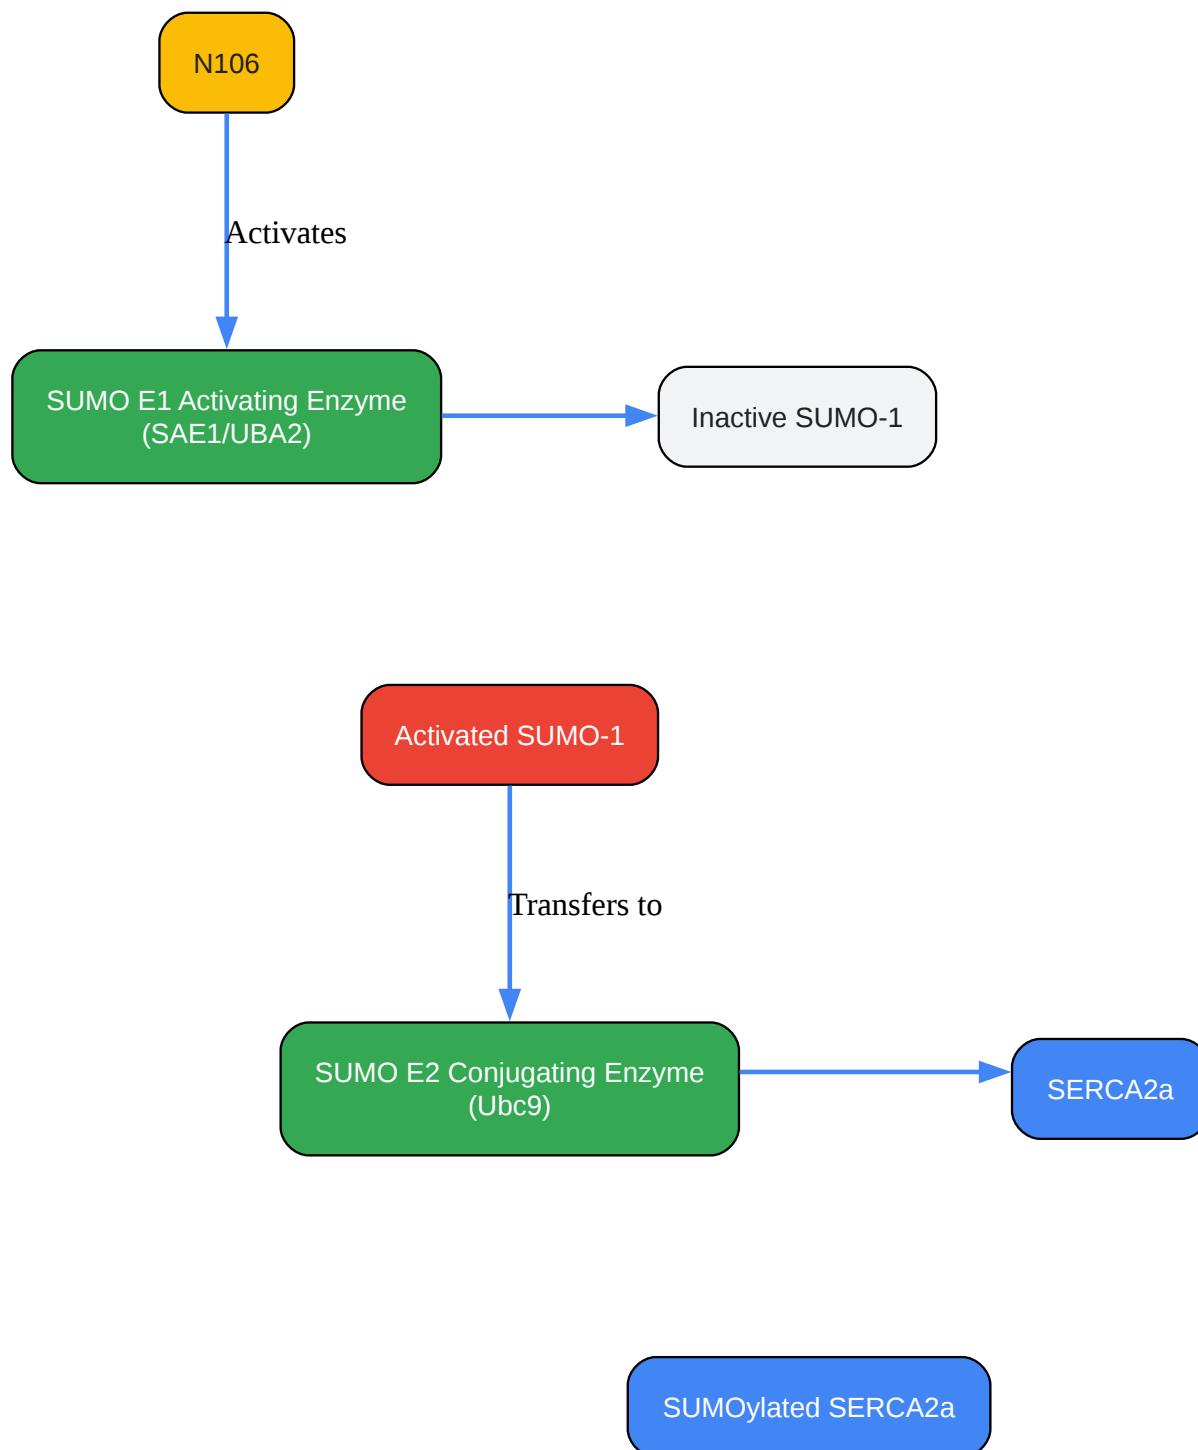 N106
Activates
SUMO E1 Activating Enzyme
(SAE1/UBA2)
Inactive SUMO-1
Activated SUMO-1
Transfers to
SUMO E2 Conjugating Enzyme
(Ubc9)
SERCA2a
SUMOylated SERCA2a